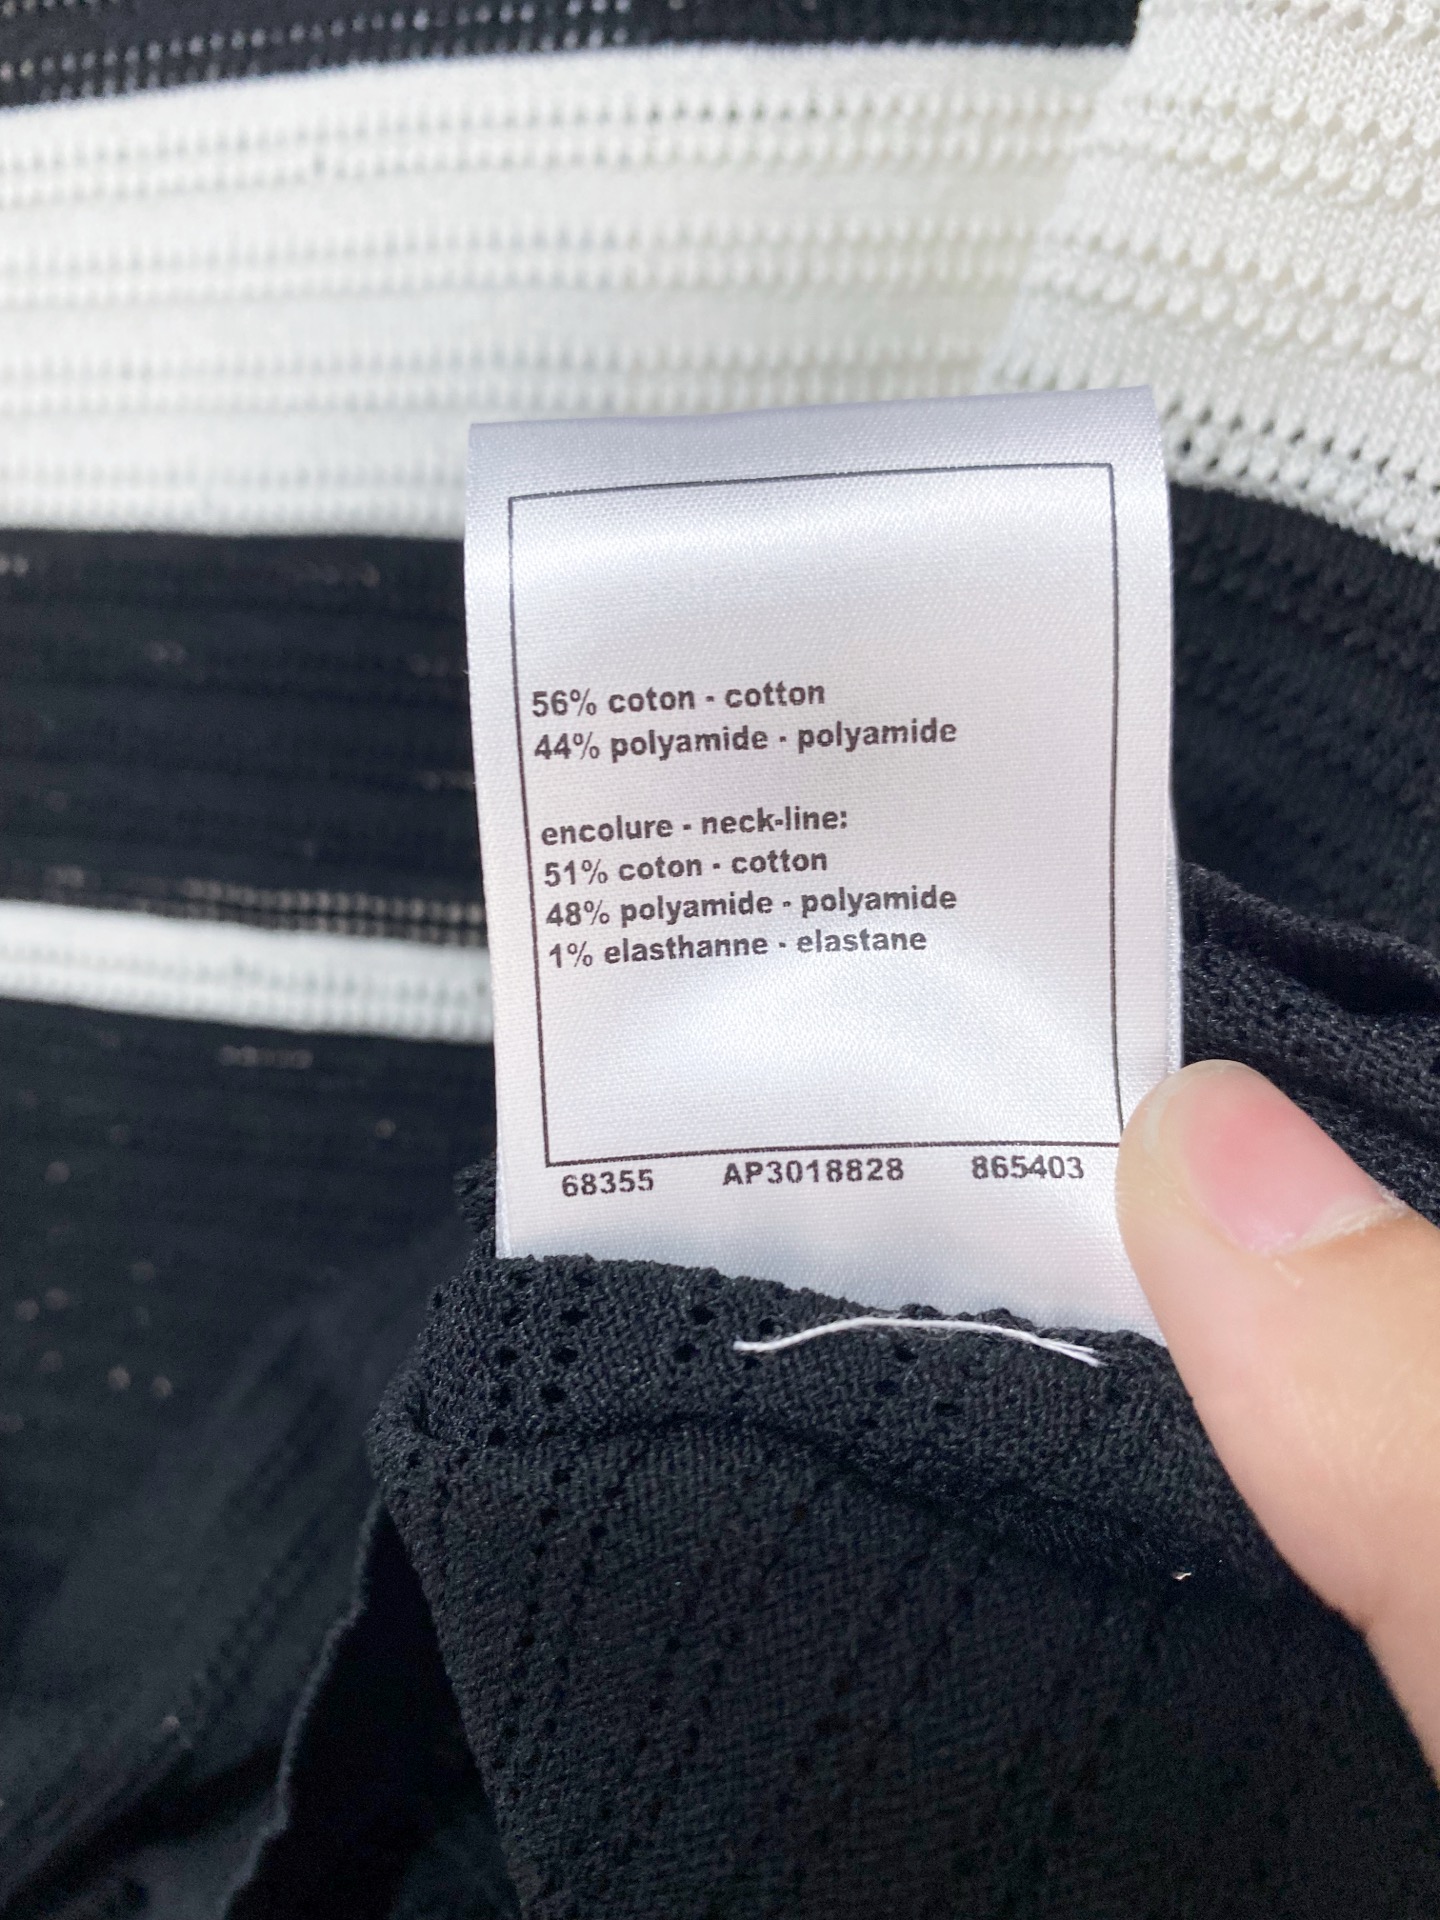 56% coton - cotton
44% polyamide - polyamide
encolure - neck-line:
51% coton - cotton
48% polyamide - polyamide
1% elasthanne - elastane
68355 AP3018828 865403